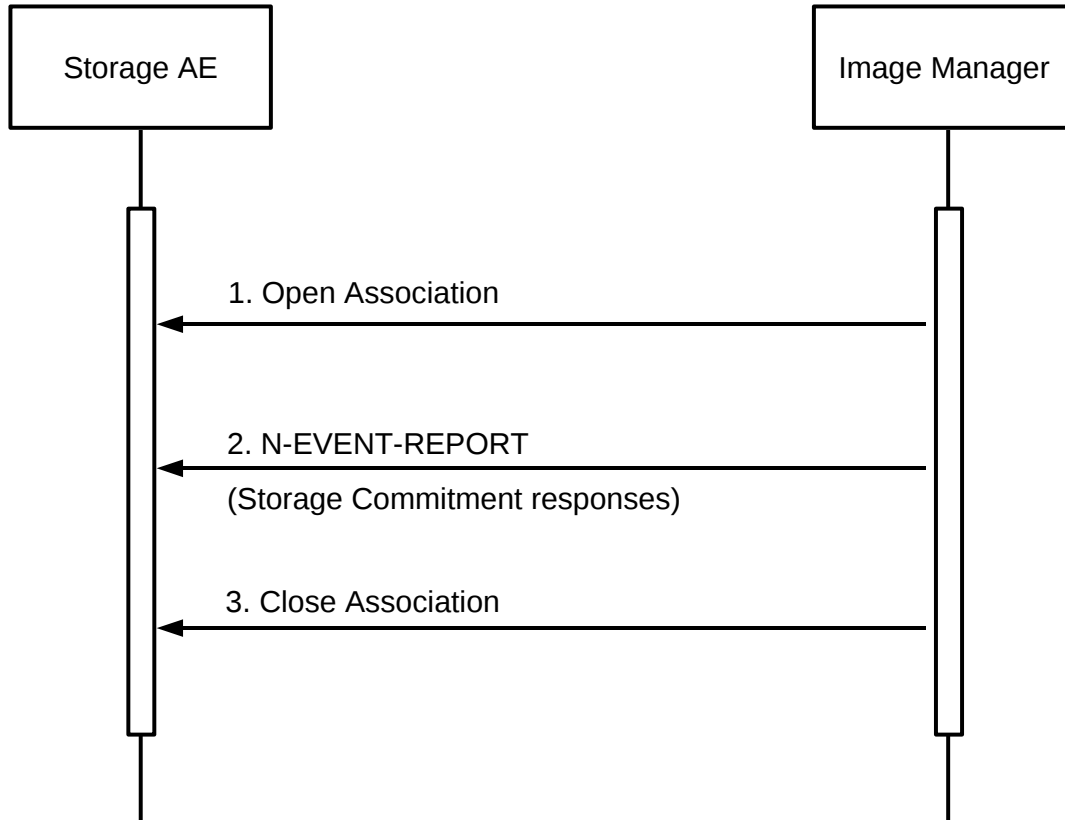 Storage AE
Image Manager
1. Open Association
2. N-EVENT-REPORT
(Storage Commitment responses)
3. Close Association